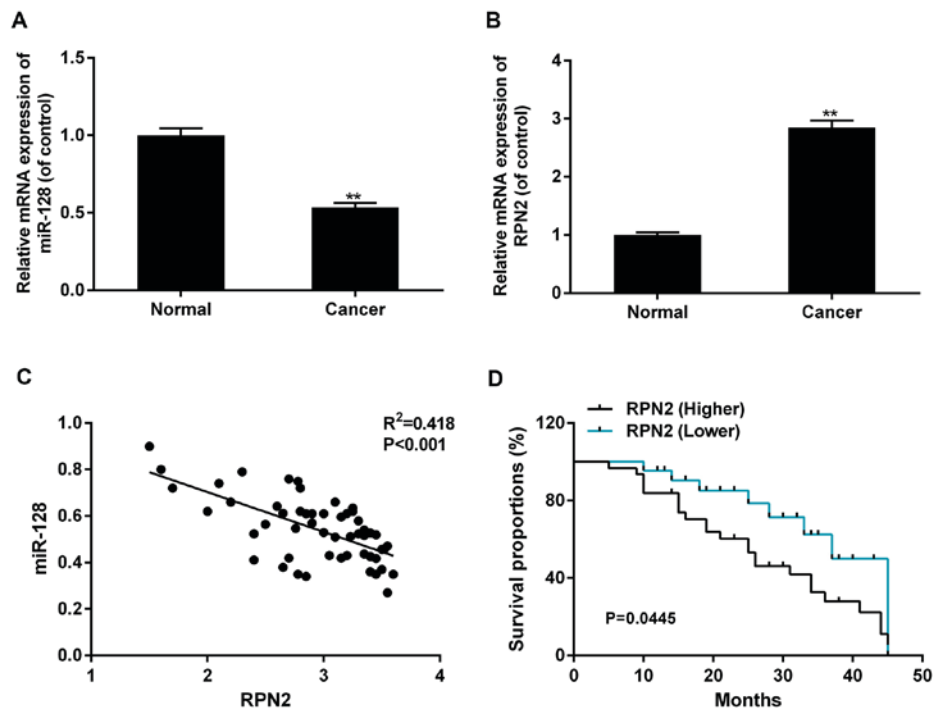 A
Relative mRNA expression of
miR-128 (of control)
1.5
1.0
0.5
0.0
**
Normal
Cancer
B
Relative mRNA expression of
RPN2 (of control)
4
3
2
1
0
**
Normal
Cancer
C
miR-128
1.0
0.8
0.6
0.4
0.2
0.0
R²=0.418
P<0.001
1
2
3
4
RPN2
D
RPN2 (Higher)
RPN2 (Lower)
Survival proportions (%)
120
80
40
0
P=0.0445
0
10
20
30
40
50
Months